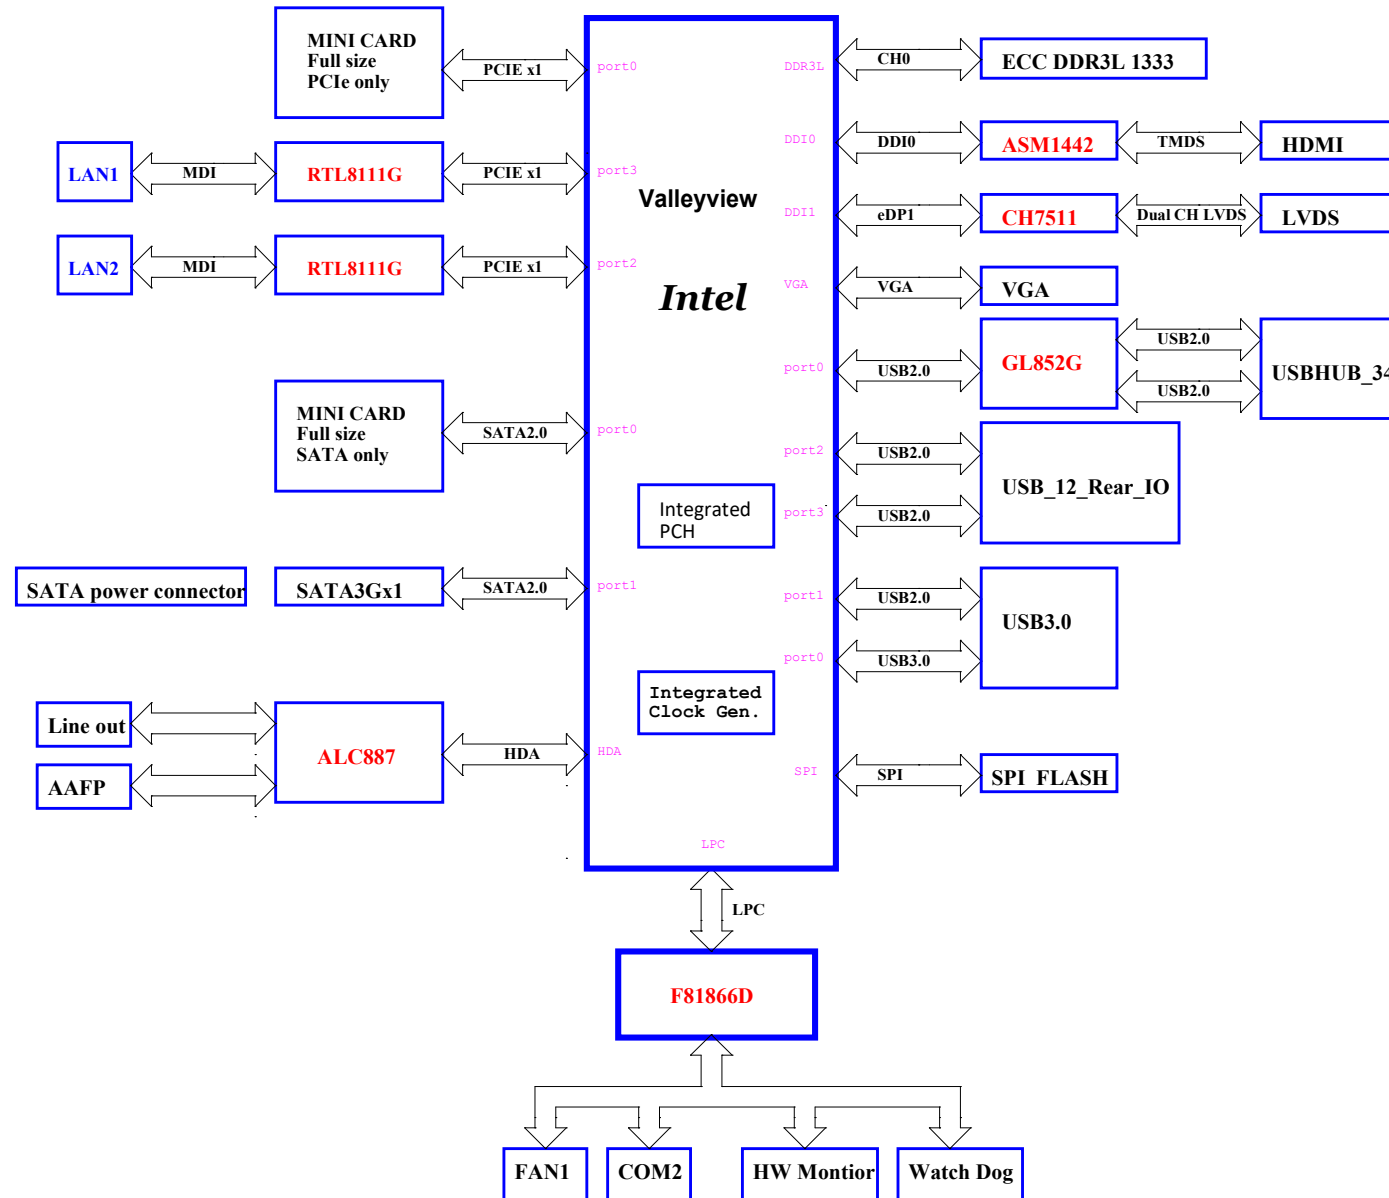 MINI CARD
Full size
PCIe only
PCIE x1
port0
DDR3L
CH0
ECC DDR3L 1333
LAN1
MDI
RTL8111G
PCIE x1
port3
DDI0
DDI0
ASM1442
TMDS
HDMI
Valleyview
DDI1
eDP1
CH7511
Dual CH LVDS
LVDS
LAN2
MDI
RTL8111G
PCIE x1
port2
Intel
VGA
VGA
VGA
port0
USB2.0
GL852G
USB2.0
USB2.0
USBHUB_34
MINI CARD
Full size
SATA only
SATA2.0
port0
port2
USB2.0
USB_12_Rear_IO
port3
USB2.0
Integrated
PCH
SATA power connector
SATA3Gx1
SATA2.0
port1
port1
USB2.0
USB3.0
port0
USB3.0
Integrated
Clock Gen.
Line out
AAFP
ALC887
HDA
HDA
SPI
SPI
SPI FLASH
LPC
LPC
F81866D
FAN1
COM2
HW Montior
Watch Dog